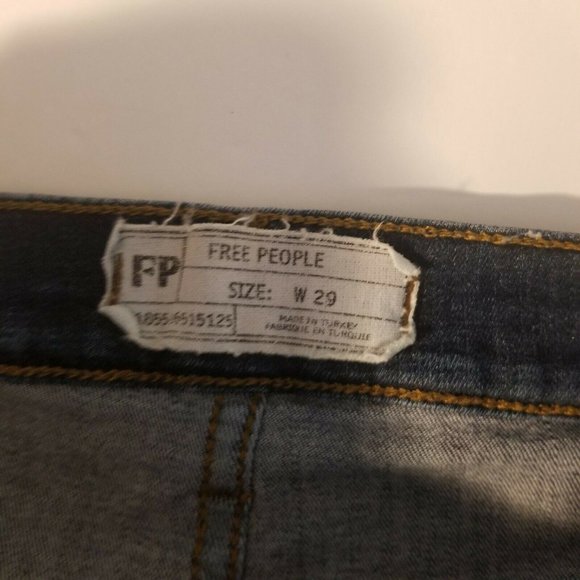 FP
FREE PEOPLE
SIZE: W 29
MADE IN TURKEY
FABRIQUE EN TURQUIE